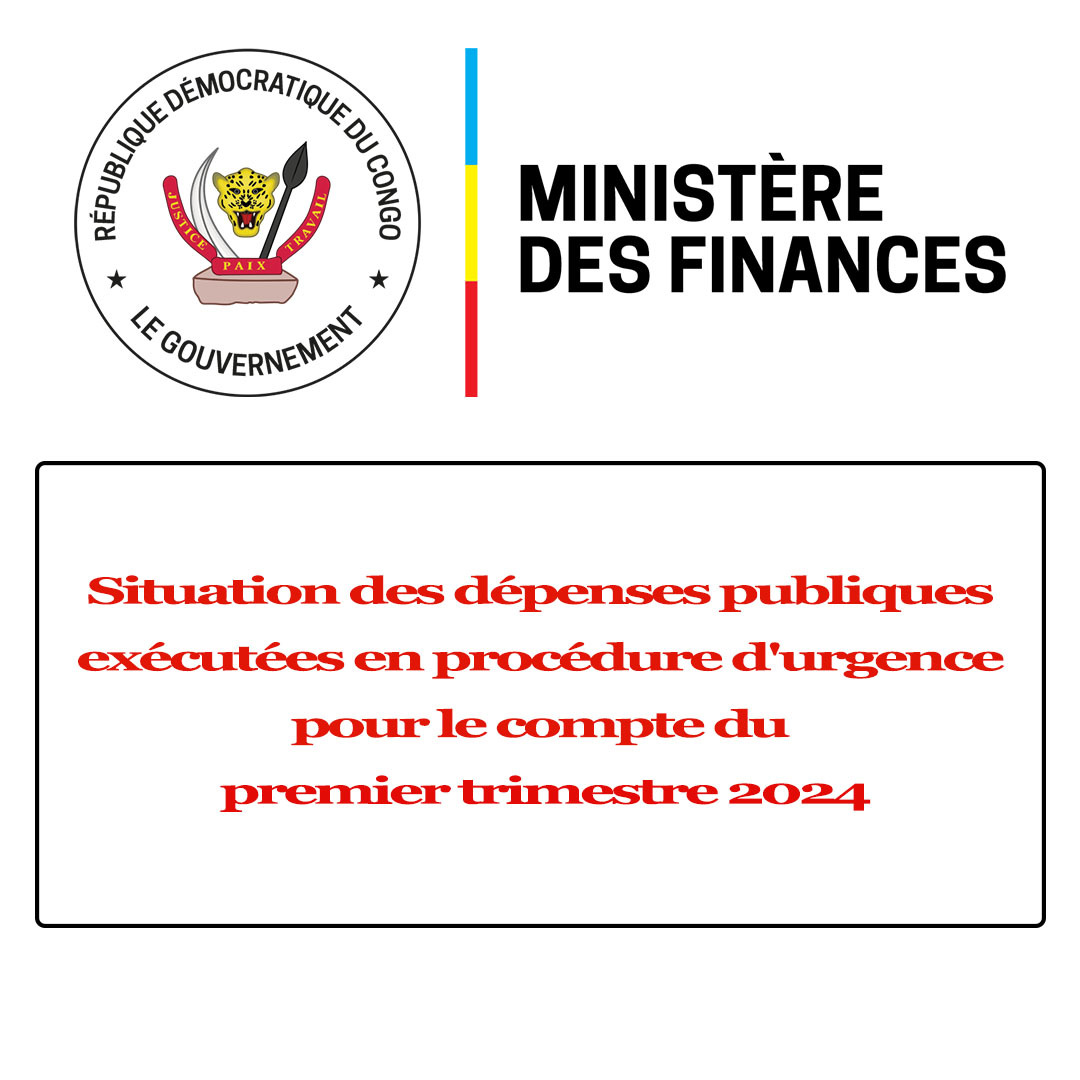 RÉPUBLIQUE DÉMOCRATIQUE DU CONGO
JUSTICE
PAIX
TRAVAIL
LE GOUVERNEMENT
MINISTÈRE
DES FINANCES
Situation des dépenses publiques
exécutées en procédure d'urgence
pour le compte du
premier trimestre 2024